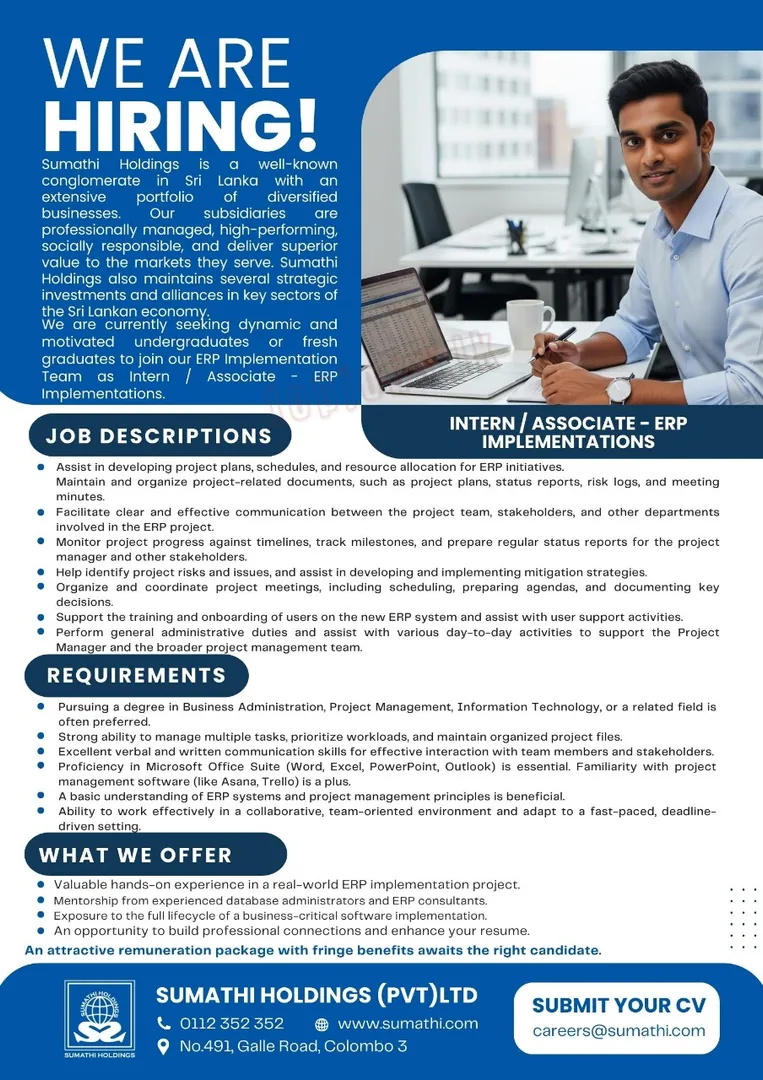 WE ARE
HIRING!
Sumathi Holdings is a well-known
conglomerate in Sri Lanka with an
extensive portfolio of diversified
businesses. Our subsidiaries are
professionally managed, high-performing,
socially responsible, and deliver superior
value to the markets they serve. Sumathi
Holdings also maintains several strategic
investments and alliances in key sectors of
the Sri Lankan economy.
We are currently seeking dynamic and
motivated undergraduates or fresh
graduates to join our ERP Implementation
Team as Intern / Associate - ERP
Implementations.
INTERN / ASSOCIATE - ERP
IMPLEMENTATIONS
JOB DESCRIPTIONS
Assist in developing project plans, schedules, and resource allocation for ERP initiatives.
Maintain and organize project-related documents, such as project plans, status reports, risk logs, and meeting
minutes.
Facilitate clear and effective communication between the project team, stakeholders, and other departments
involved in the ERP project.
Monitor project progress against timelines, track milestones, and prepare regular status reports for the project
manager and other stakeholders.
Help identify project risks and issues, and assist in developing and implementing mitigation strategies.
Organize and coordinate project meetings, including scheduling, preparing agendas, and documenting key
decisions.
Support the training and onboarding of users on the new ERP system and assist with user support activities.
Perform general administrative duties and assist with various day-to-day activities to support the Project
Manager and the broader project management team.
REQUIREMENTS
Pursuing a degree in Business Administration, Project Management, Information Technology, or a related field is
often preferred.
Strong ability to manage multiple tasks, prioritize workloads, and maintain organized project files.
Excellent verbal and written communication skills for effective interaction with team members and stakeholders.
Proficiency in Microsoft Office Suite (Word, Excel, PowerPoint, Outlook) is essential. Familiarity with project
management software (like Asana, Trello) is a plus.
A basic understanding of ERP systems and project management principles is beneficial.
Ability to work effectively in a collaborative, team-oriented environment and adapt to a fast-paced, deadline-
driven setting.
WHAT WE OFFER
Valuable hands-on experience in a real-world ERP implementation project.
Mentorship from experienced database administrators and ERP consultants.
Exposure to the full lifecycle of a business-critical software implementation.
An opportunity to build professional connections and enhance your resume.
An attractive remuneration package with fringe benefits awaits the right candidate.
SUMATHI HOLDINGS
SUMATHI HOLDINGS
SUMATHI HOLDINGS (PVT)LTD
0112 352 352
www.sumathi.com
No.491, Galle Road, Colombo 3
SUBMIT YOUR CV
careers@sumathi.com